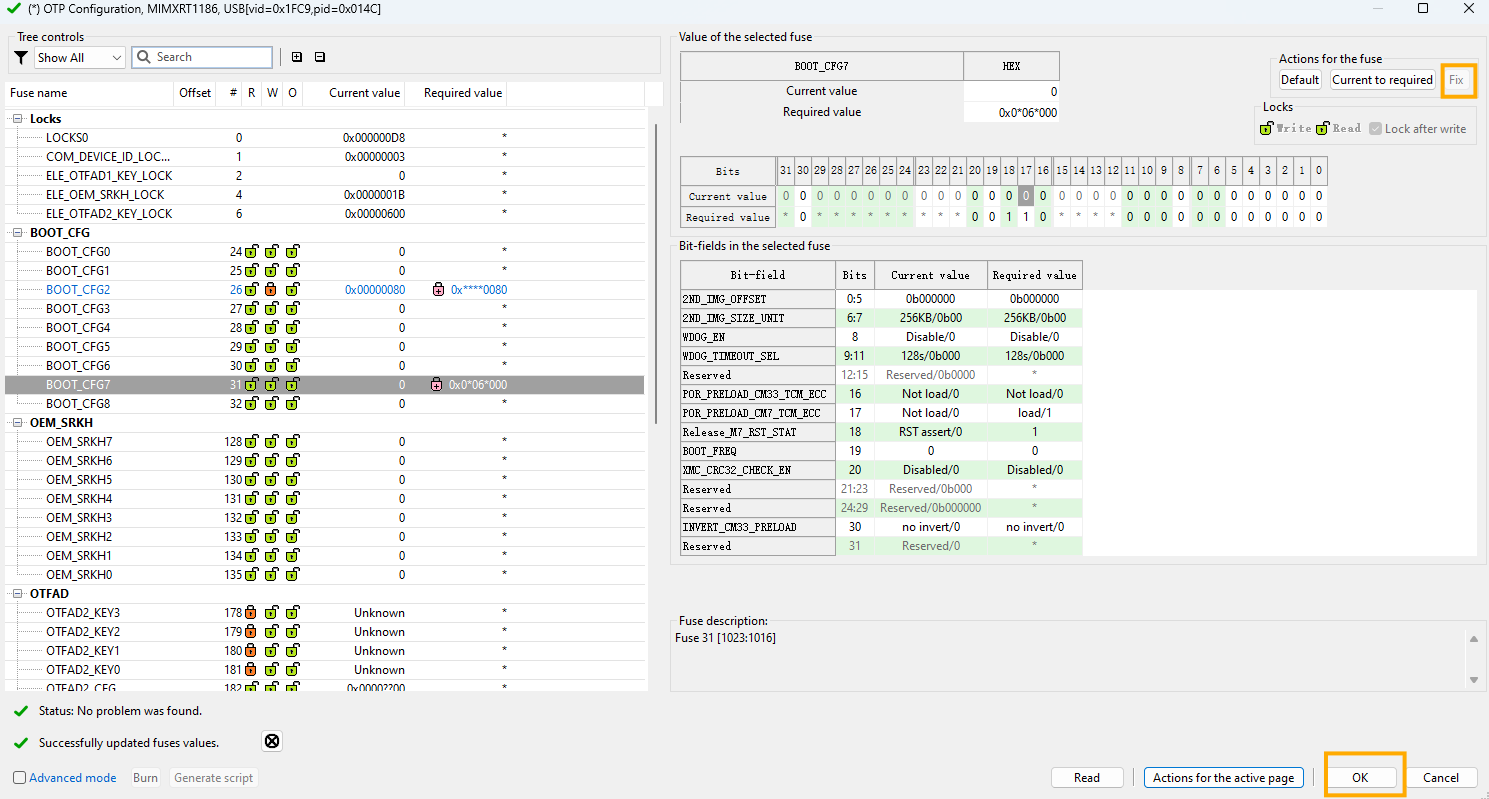 (*) OTP Configuration, MIMXRT1186, USB[vid=0x1FC9,pid=0x014C]
Tree controls
Show All Search
Fuse name Offset # R W O Current value Required value
Locks
LOCKS0 0 0x000000D8 *
COM_DEVICE_ID_LOC... 1 0x00000003 *
ELE_OTFAD1_KEY_LOCK 2 0 *
ELE_OEM_SRKH_LOCK 4 0x0000001B *
ELE_OTFAD2_KEY_LOCK 6 0x00000600 *
BOOT_CFG
BOOT_CFG0 24 0 *
BOOT_CFG1 25 0 *
BOOT_CFG2 26 0x00000080 0x****0080
BOOT_CFG3 27 0 *
BOOT_CFG4 28 0 *
BOOT_CFG5 29 0 *
BOOT_CFG6 30 0 *
BOOT_CFG7 31 0 0x0*06*000
BOOT_CFG8 32 0 *
OEM_SRKH
OEM_SRKH7 128 0 *
OEM_SRKH6 129 0 *
OEM_SRKH5 130 0 *
OEM_SRKH4 131 0 *
OEM_SRKH3 132 0 *
OEM_SRKH2 133 0 *
OEM_SRKH1 134 0 *
OEM_SRKH0 135 0 *
OTFAD
OTFAD2_KEY3 178 Unknown *
OTFAD2_KEY2 179 Unknown *
OTFAD2_KEY1 180 Unknown *
OTFAD2_KEY0 181 Unknown *
OTFAD2_CFG 182 0x0000??00 *
Status: No problem was found.
Successfully updated fuses values.
Advanced mode Burn Generate script
Value of the selected fuse
BOOT_CFG7 HEX
Current value 0
Required value 0x0*06*000
Actions for the fuse
Default Current to required Fix
Locks
Write Read Lock after write
Bits 31 30 29 28 27 26 25 24 23 22 21 20 19 18 17 16 15 14 13 12 11 10 9 8 7 6 5 4 3 2 1 0
Current value 0 0 0 0 0 0 0 0 0 0 0 0 0 0 0 0 0 0 0 0 0 0 0 0 0 0 0 0 0 0 0 0
Required value * 0 * * * * * * * * * 0 0 1 1 0 * * * * 0 0 0 0 0 0 0 0 0 0 0 0
Bit-fields in the selected fuse
Bit-field Bits Current value Required value
2ND_IMG_OFFSET 0:5 0b000000 0b000000
2ND_IMG_SIZE_UNIT 6:7 256KB/0b00 256KB/0b00
WDOG_EN 8 Disable/0 Disable/0
WDOG_TIMEOUT_SEL 9:11 128s/0b000 128s/0b000
Reserved 12:15 Reserved/0b0000 *
POR_PRELOAD_CM33_TCM_ECC 16 Not load/0 Not load/0
POR_PRELOAD_CM7_TCM_ECC 17 Not load/0 load/1
Release_M7_RST_STAT 18 RST assert/0 1
BOOT_FREQ 19 0 0
XMC_CRC32_CHECK_EN 20 Disabled/0 Disabled/0
Reserved 21:23 Reserved/0b000 *
Reserved 24:29 Reserved/0b000000 *
INVERT_CM33_PRELOAD 30 no invert/0 no invert/0
Reserved 31 Reserved/0 *
Fuse description:
Fuse 31 [1023:1016]
Read Actions for the active page OK Cancel